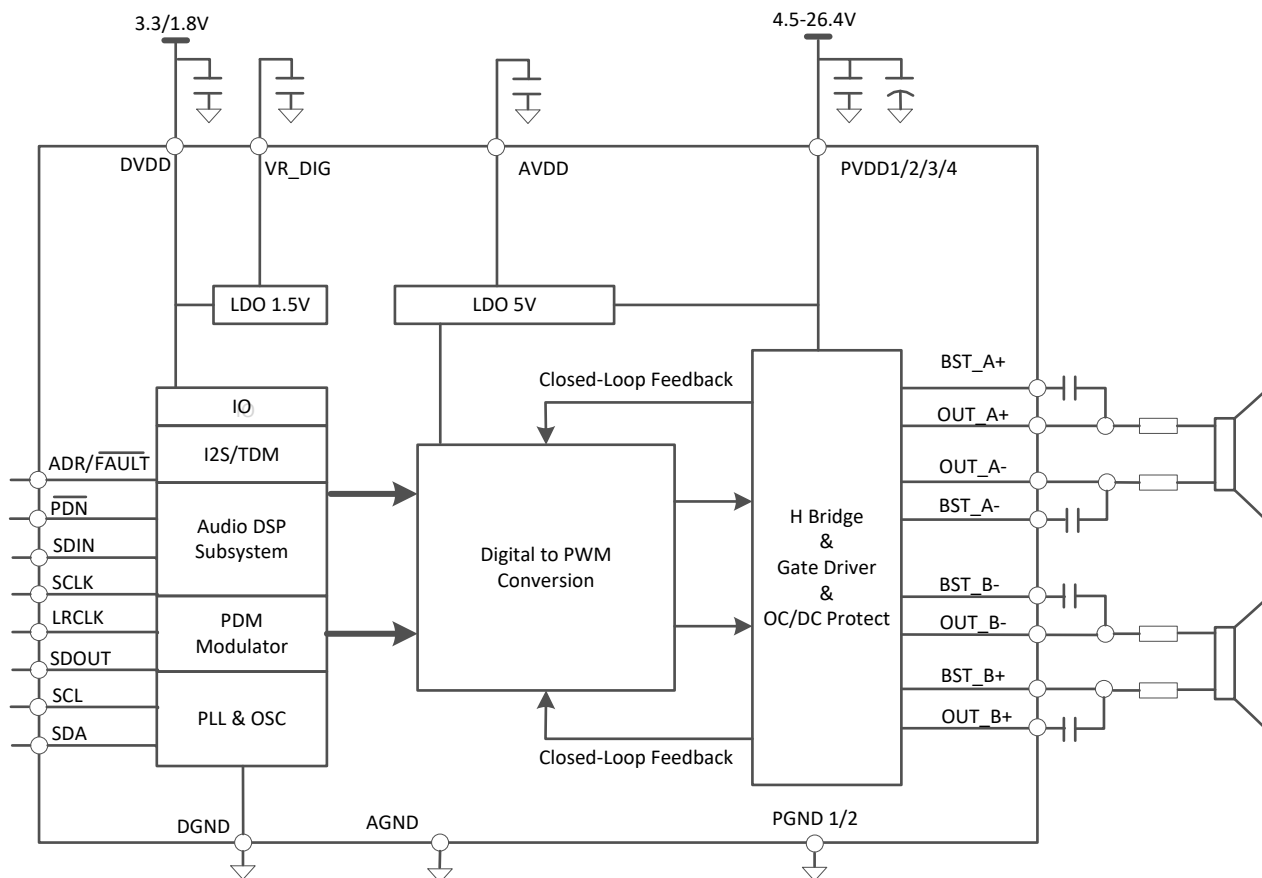 3.3/1.8V
4.5-26.4V
DVDD
VR_DIG
AVDD
PVDD1/2/3/4
LDO 1.5V
LDO 5V
IO
I2S/TDM
Audio DSP
Subsystem
PDM
Modulator
PLL & OSC
ADR/FAULT
PDN
SDIN
SCLK
LRCLK
SDOUT
SCL
SDA
Closed-Loop Feedback
Digital to PWM
Conversion
Closed-Loop Feedback
H Bridge
&
Gate Driver
&
OC/DC Protect
BST_A+
OUT_A+
OUT_A-
BST_A-
BST_B-
OUT_B-
BST_B+
OUT_B+
DGND
AGND
PGND 1/2